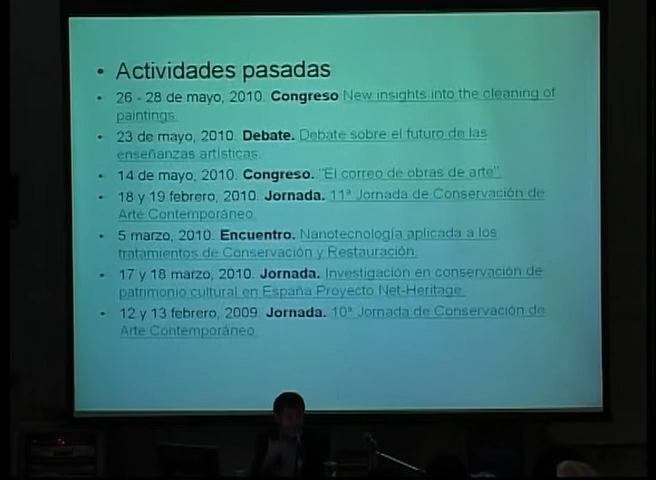 • Actividades pasadas
• 26 - 28 de mayo, 2010. Congreso New insights into the cleaning of
paintings.
• 23 de mayo, 2010. Debate. Debate sobre el futuro de las
enseñanzas artísticas.
• 14 de mayo, 2010. Congreso. "El correo de obras de arte".
• 18 y 19 febrero, 2010. Jornada. 11ª Jornada de Conservación de
Arte Contemporáneo.
• 5 marzo, 2010. Encuentro. Nanotecnología aplicada a los
tratamientos de Conservación y Restauración.
• 17 y 18 marzo, 2010. Jornada. Investigación en conservación de
patrimonio cultural en España Proyecto Net-Heritage.
• 12 y 13 febrero, 2009. Jornada. 10ª Jornada de Conservación de
Arte Contemporáneo.